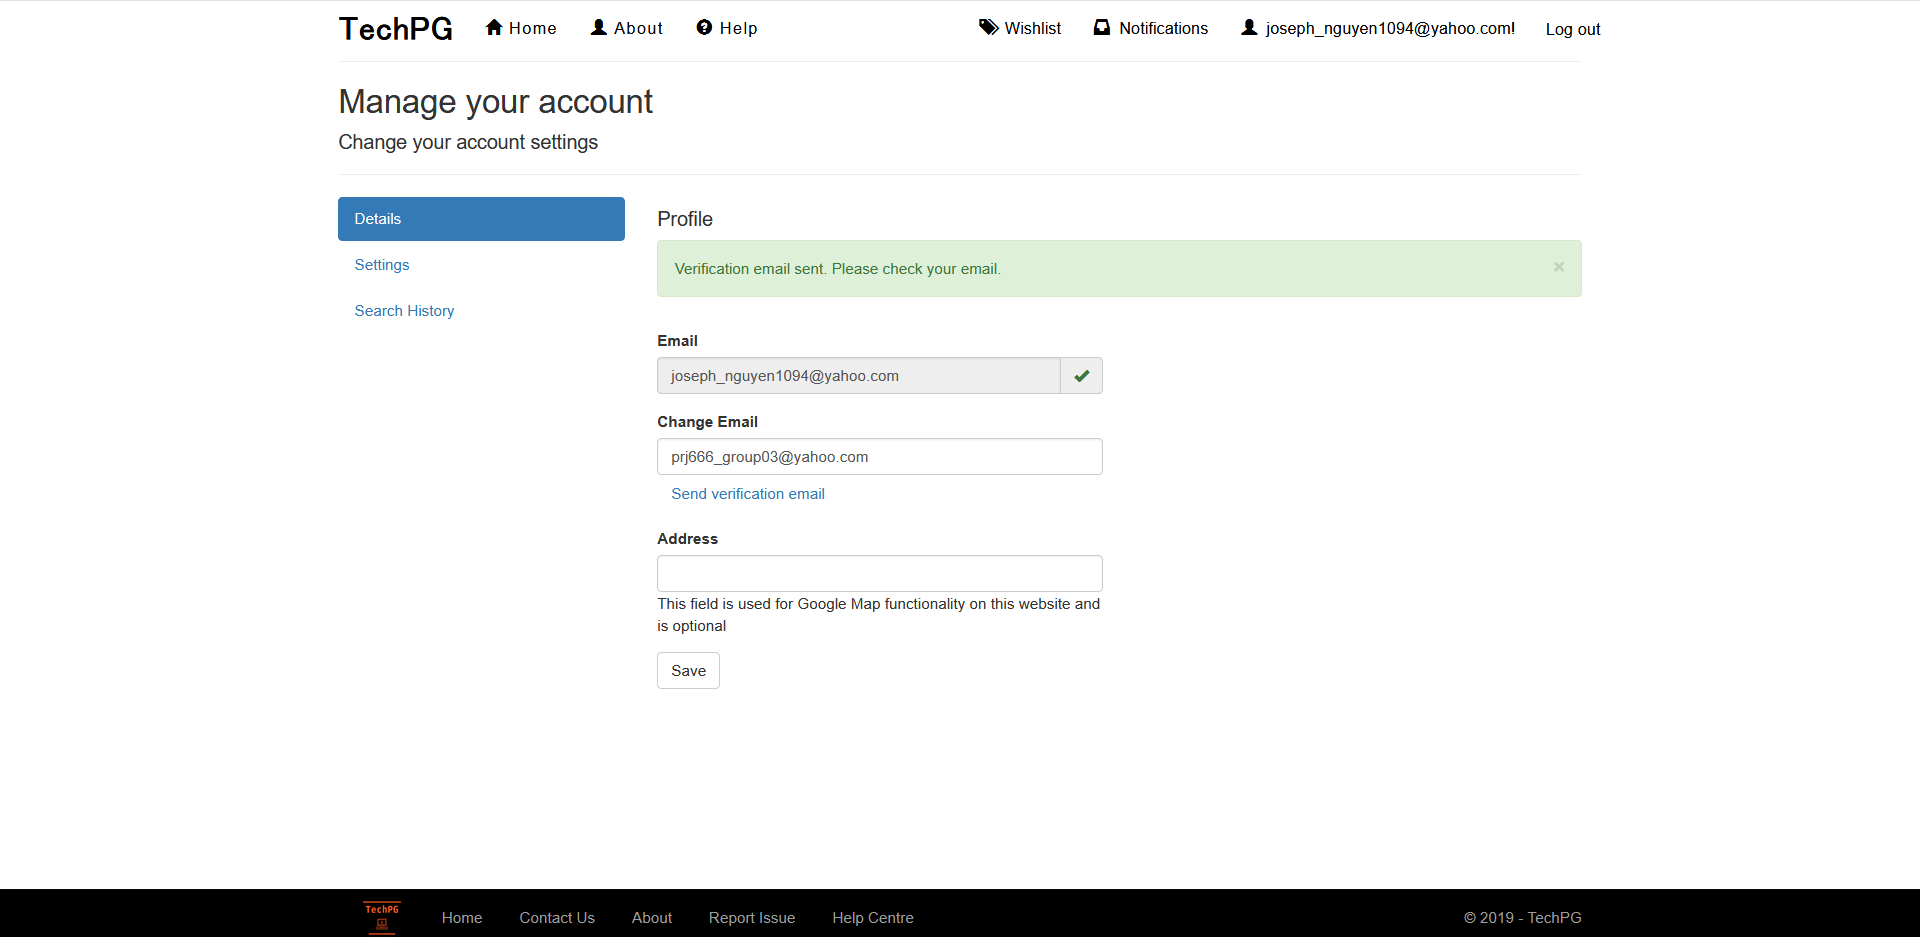 TechPG Home About Help Wishlist Notifications joseph_nguyen1094@yahoo.com! Log out
Manage your account
Change your account settings
Details
Settings
Search History
Profile
Verification email sent. Please check your email. ×
Email
joseph_nguyen1094@yahoo.com
Change Email
prj666_group03@yahoo.com
Send verification email
Address
This field is used for Google Map functionality on this website and
is optional
Save
TechPG Home Contact Us About Report Issue Help Centre © 2019 - TechPG